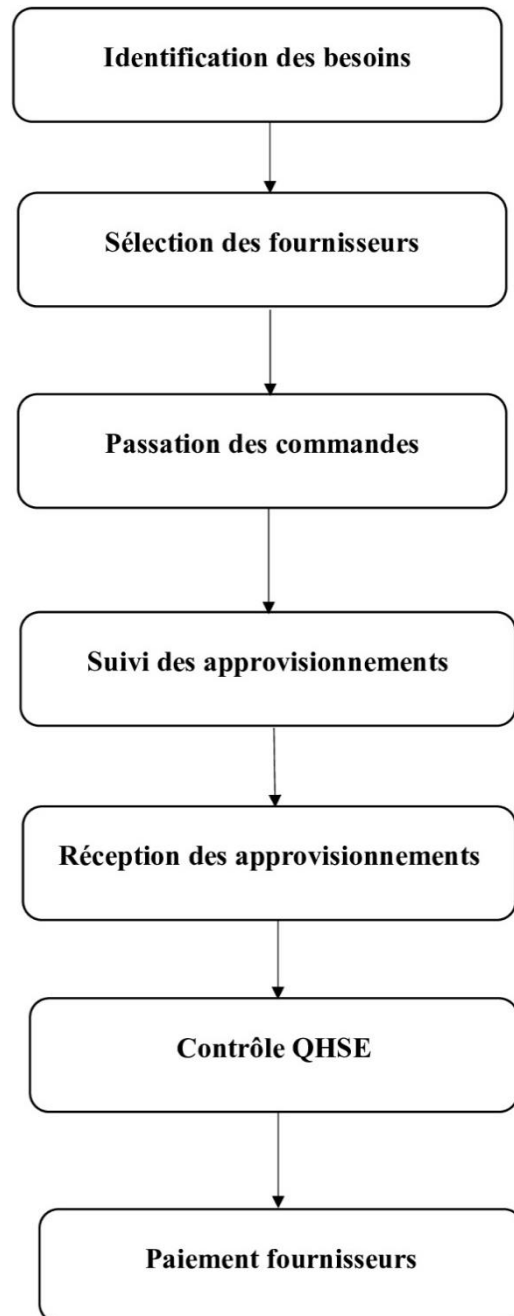 Identification des besoins
Sélection des fournisseurs
Passation des commandes
Suivi des approvisionnements
Réception des approvisionnements
Contrôle QHSE
Paiement fournisseurs